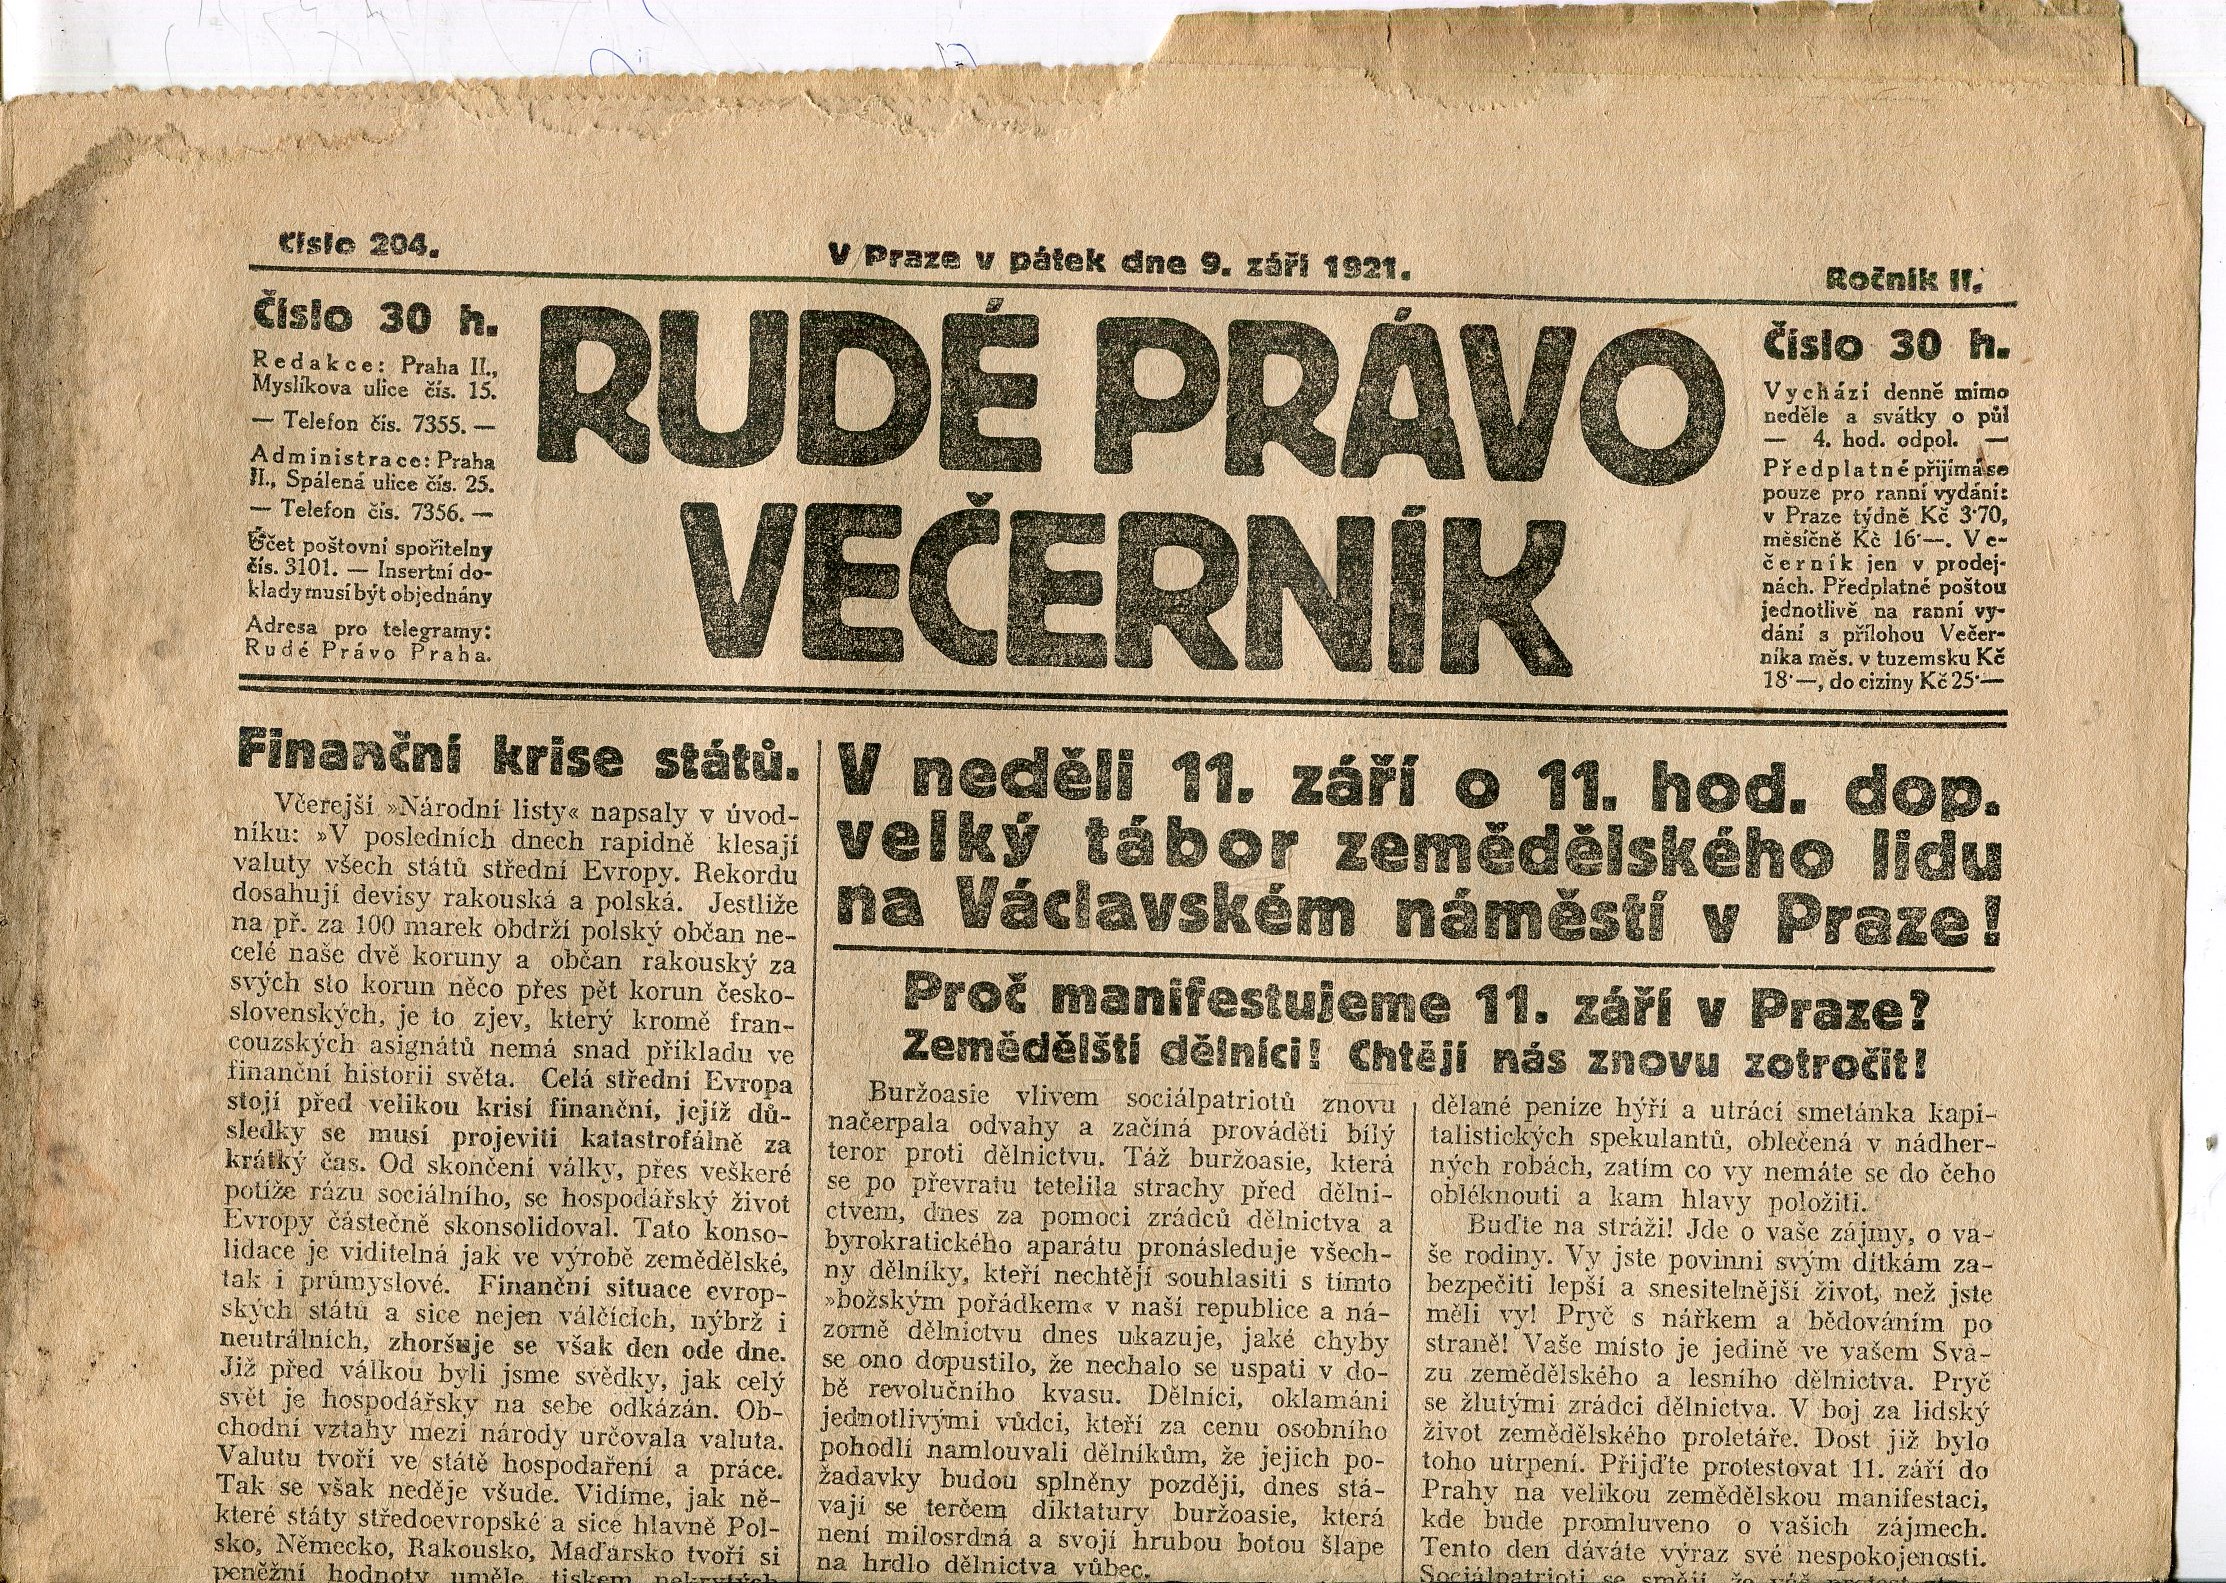 Číslo 204.
V Praze v pátek dne 9. září 1921.
Ročník II.
Číslo 30 h.
Redakce: Praha II.,
Myslíkova ulice čís. 15.
— Telefon čís. 7355. —
Administrace: Praha
II., Spálená ulice čís. 25.
— Telefon čís. 7356. —
Účet poštovní spořitelny
čís. 3101. — Insertní do-
klady musí být objednány
Adresa pro telegramy:
Rudé Právo Praha.
RUDÉ PRÁVO
VEČERNÍK
Číslo 30 h.
Vychází denně mimo
neděle a svátky o půl
— 4. hod. odpol. —
Předplatné přijímá se
pouze pro ranní vydání:
v Praze týdně Kč 3·70,
měsíčně Kč 16·—. Ve-
černík jen v prodej-
nách. Předplatné poštou
jednotlivě na ranní vy-
dání s přílohou Večer-
níka měs. v tuzemsku Kč
18·—, do ciziny Kč 25·—
Finanční krise států.
Včerejší »Národní listy« napsaly v úvod-
níku: »V posledních dnech rapidně klesají
valuty všech států střední Evropy. Rekordu
dosahují devisy rakouská a polská. Jestliže
na př. za 100 marek obdrží polský občan ne-
celé naše dvě koruny a občan rakouský za
svých sto korun něco přes pět korun česko-
slovenských, je to zjev, který kromě fran-
couzských asignátů nemá snad příkladu ve
finanční historii světa. Celá střední Evropa
stojí před velikou krisí finanční, jejíž dů-
sledky se musí projeviti katastrofálně za
krátký čas. Od skončení války, přes veškeré
potíže rázu sociálního, se hospodářský život
Evropy částečně skonsolidoval. Tato konso-
lidace je viditelná jak ve výrobě zemědělské,
tak i průmyslové. Finanční situace evrop-
ských států a sice nejen válčících, nýbrž i
neutrálních, zhoršuje se však den ode dne.
Již před válkou byli jsme svědky, jak celý
svět je hospodářsky na sebe odkázán. Ob-
chodní vztahy mezi národy určovala valuta.
Valutu tvoří ve státě hospodaření a práce.
Tak se však neděje všude. Vidíme, jak ně-
které státy středoevropské a sice hlavně Pol-
sko, Německo, Rakousko, Maďarsko tvoří si
peněžní hodnoty uměle, tiskem nekrytých
V neděli 11. září o 11. hod. dop.
velký tábor zemědělského lidu
na Václavském náměstí v Praze!
Proč manifestujeme 11. září v Praze?
Zemědělští dělníci! Chtějí nás znovu zotročit!
Buržoasie vlivem sociálpatriotů znovu
načerpala odvahy a začíná prováděti bílý
teror proti dělnictvu. Táž buržoasie, která
se po převratu tetelila strachy před dělni-
ctvem, dnes za pomoci zrádců dělnictva a
byrokratického aparátu pronásleduje všech-
ny dělníky, kteří nechtějí souhlasiti s tímto
»božským pořádkem« v naší republice a ná-
zorně dělnictvu dnes ukazuje, jaké chyby
se ono dopustilo, že nechalo se uspati v do-
bě revolučního kvasu. Dělníci, oklamáni
jednotlivými vůdci, kteří za cenu osobního
pohodlí namlouvali dělníkům, že jejich po-
žadavky budou splněny později, dnes stá-
vají se terčem diktatury buržoasie, která
není milosrdná a svojí hrubou botou šlape
na hrdlo dělnictva vůbec.
dělané peníze hýří a utrácí smetánka kapi-
talistických spekulantů, oblečená v nádher-
ných robách, zatím co vy nemáte se do čeho
obléknouti a kam hlavy položiti.
Buďte na stráži! Jde o vaše zájmy, o va-
še rodiny. Vy jste povinni svým dítkám za-
bezpečiti lepší a snesitelnější život, než jste
měli vy! Pryč s nářkem a bědováním po
straně! Vaše místo je jedině ve vašem Sva-
zu zemědělského a lesního dělnictva. Pryč
se žlutými zrádci dělnictva. V boj za lidský
život zemědělského proletáře. Dost již bylo
toho utrpení. Přijďte protestovat 11. září do
Prahy na velikou zemědělskou manifestaci,
kde bude promluveno o vašich zájmech.
Tento den dáváte výraz své nespokojenosti.
Sociálpatrioti se smějí, že váš